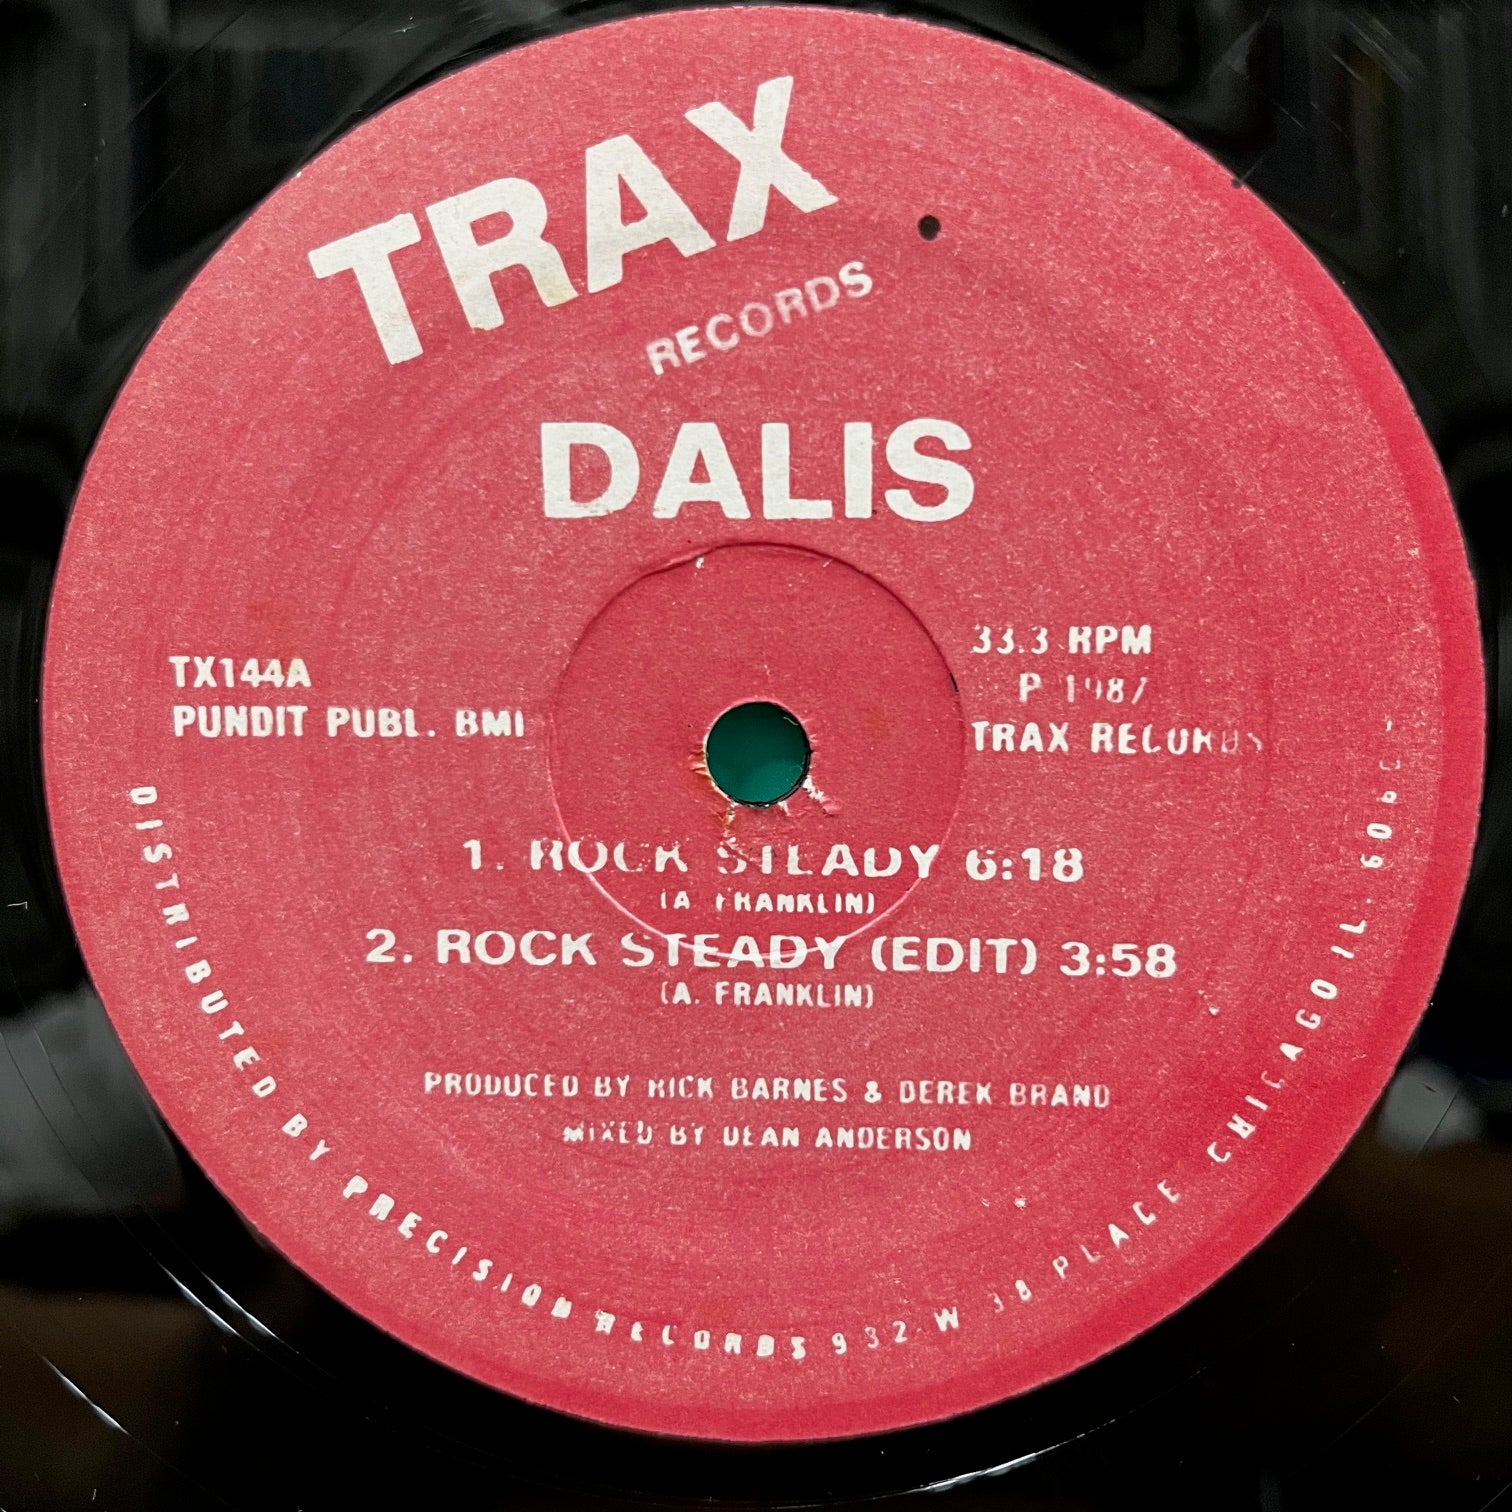 TRAX
RECORDS
DALIS
TX144A
PUNDIT PUBL. BMI
33.3 RPM
P 1987
TRAX RECORDS
1. ROCK STEADY 6:18
(A. FRANKLIN)
2. ROCK STEADY (EDIT) 3:58
(A. FRANKLIN)
PRODUCED BY RICK BARNES & DEREK BRAND
MIXED BY DEAN ANDERSON
DISTRIBUTED BY PRECISION RECORDS 932 W 38 PLACE CHICAGO IL.